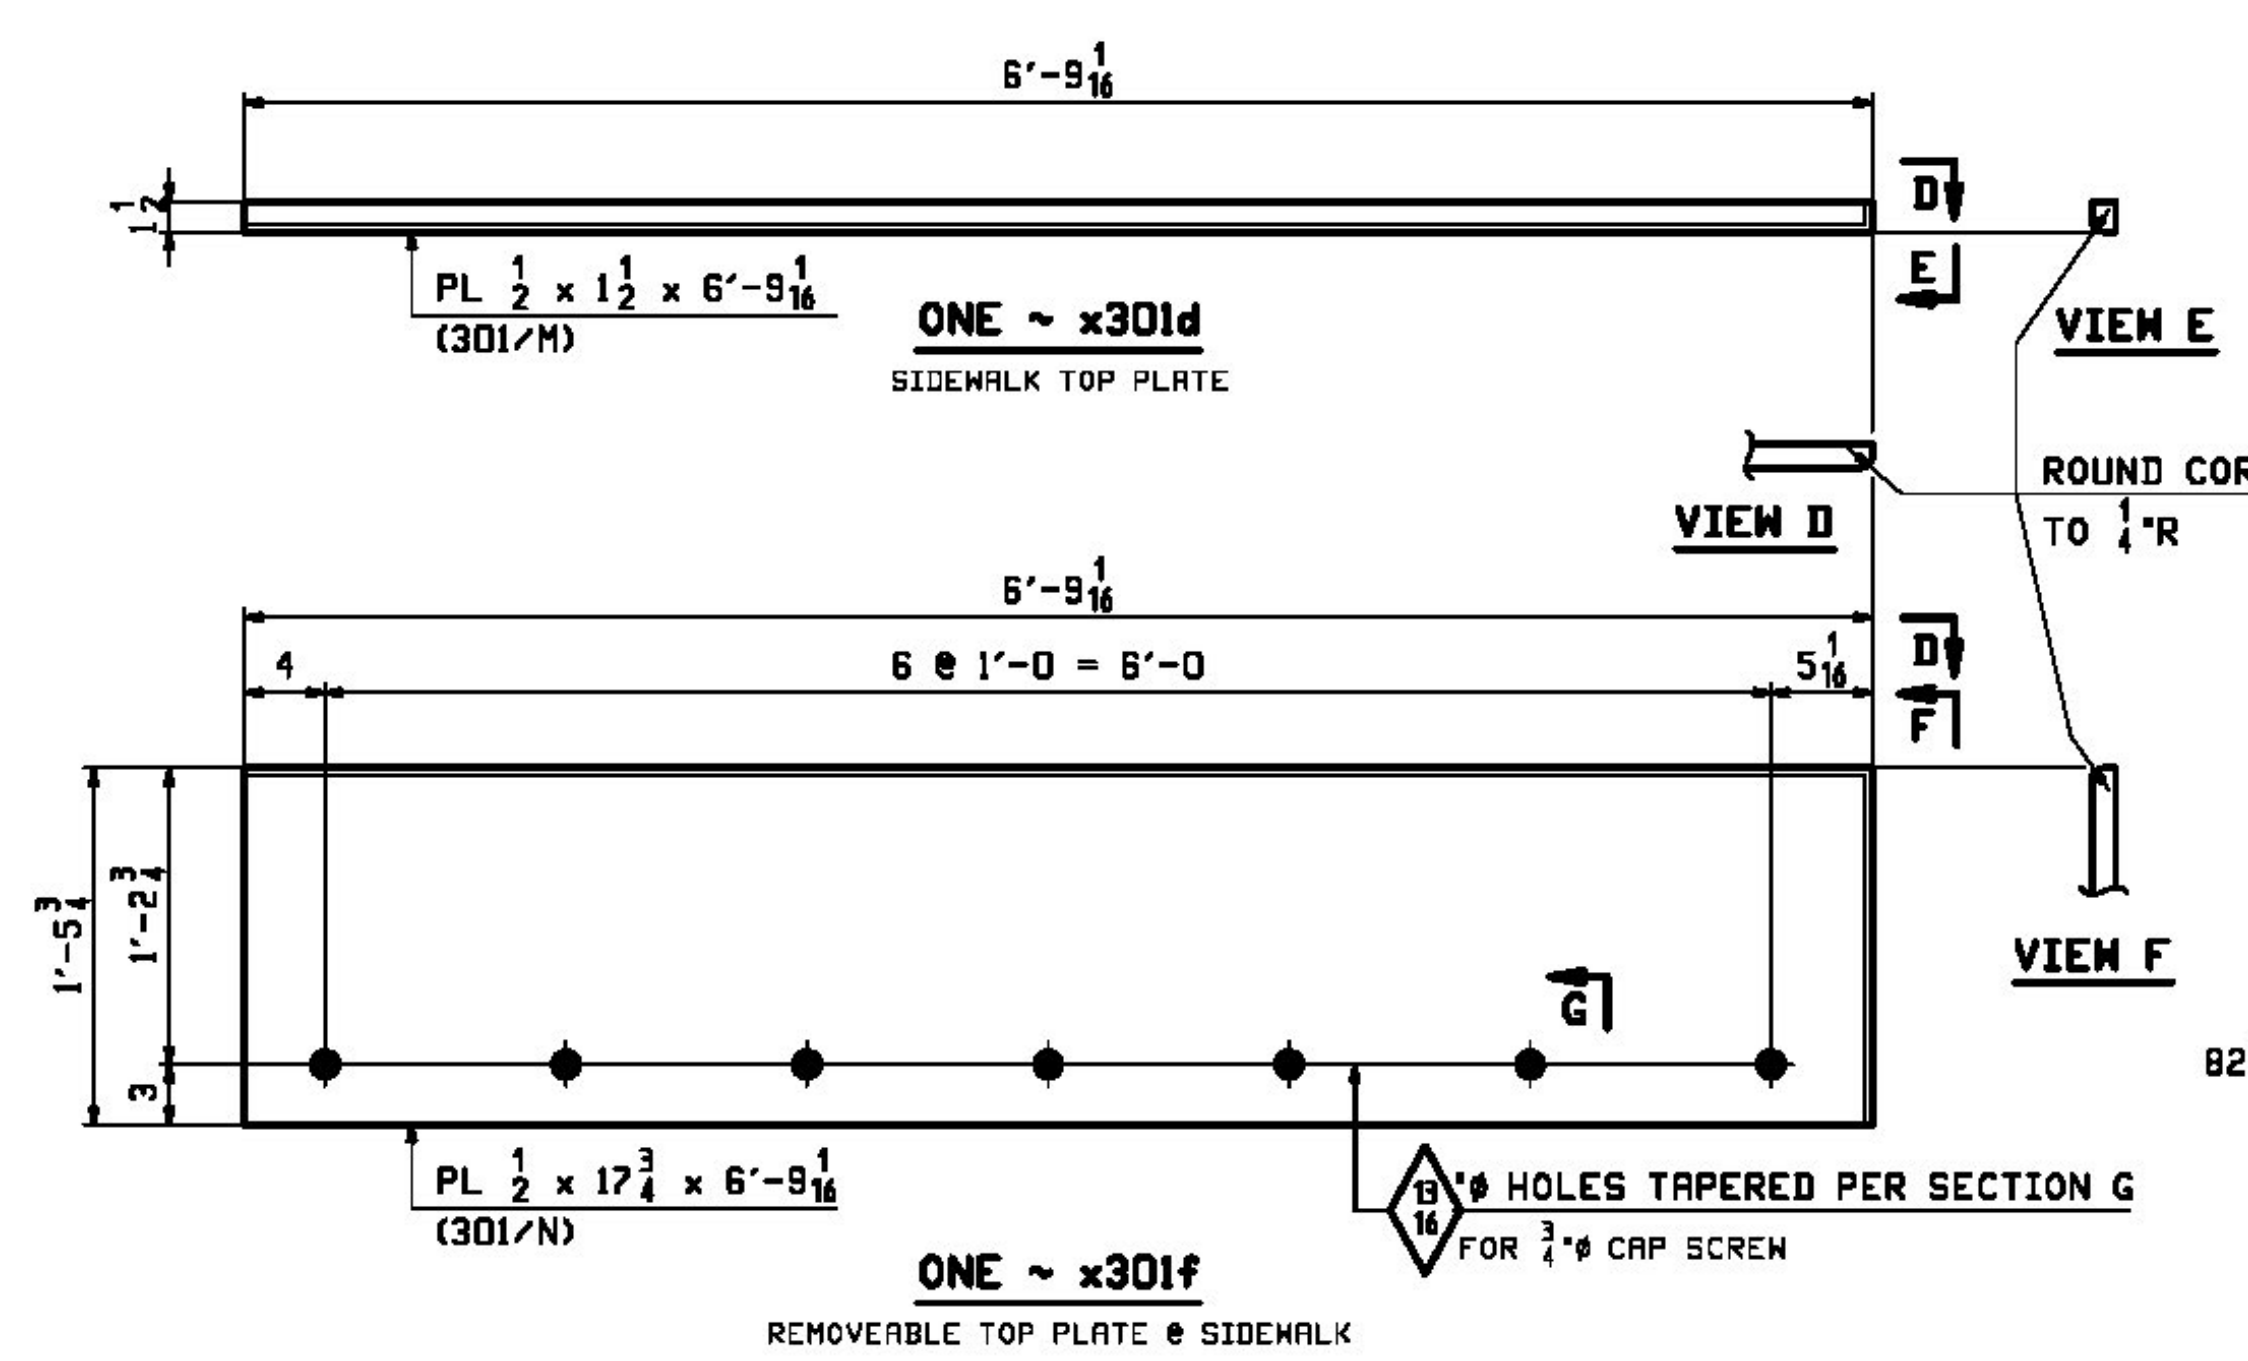 6'-9 1/16
1 1/2
D
E
PL 1/2 x 1 1/2 x 6'-9 1/16
(301/M)
ONE ~ x301d
SIDEWALK TOP PLATE
VIEW E
ROUND COR
TO 1/4"R
VIEW D
6'-9 1/16
4
6 @ 1'-0 = 6'-0
5 1/16
D
F
1'-5 3/4
1'-2 3/4
3
G
VIEW F
82
PL 1/2 x 17 3/4 x 6'-9 1/16
(301/N)
13/16 "ø HOLES TAPERED PER SECTION G
FOR 3/4"ø CAP SCREW
ONE ~ x301f
REMOVEABLE TOP PLATE @ SIDEWALK